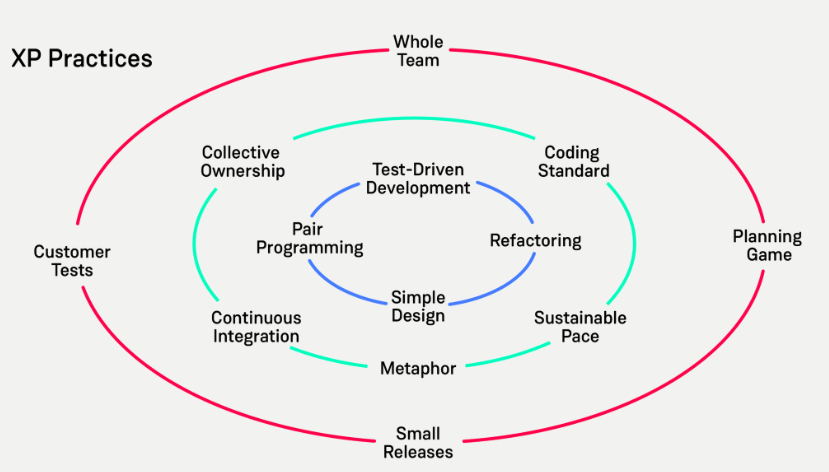 XP Practices
Whole
Team
Collective
Ownership
Coding
Standard
Test-Driven
Development
Pair
Programming
Refactoring
Planning
Game
Customer
Tests
Simple
Design
Continuous
Integration
Sustainable
Pace
Metaphor
Small
Releases